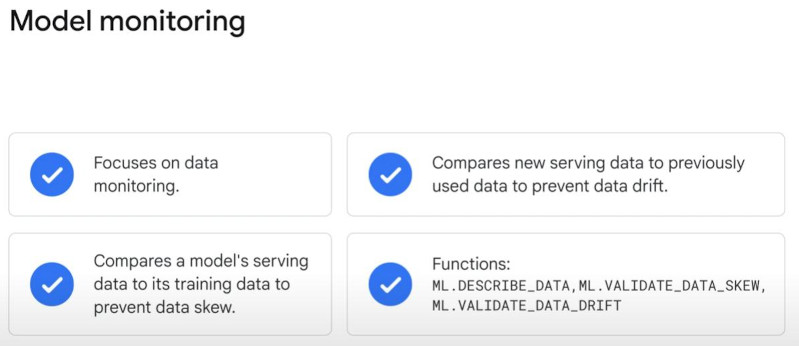 Model monitoring
Focuses on data
monitoring.
Compares new serving data to previously
used data to prevent data drift.
Compares a model's serving
data to its training data to
prevent data skew.
Functions:
ML.DESCRIBE_DATA,ML.VALIDATE_DATA_SKEW,
ML.VALIDATE_DATA_DRIFT